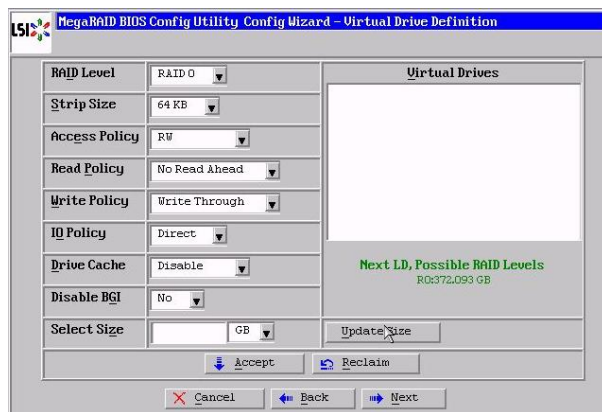 LSI
MegaRAID BIOS Config Utility Config Wizard - Virtual Drive Definition
RAID Level RAID 0
Virtual Drives
Strip Size 64 KB
Access Policy RW
Read Policy No Read Ahead
Write Policy Write Through
IO Policy Direct
Drive Cache Disable
Next LD, Possible RAID Levels
R0:372.093 GB
Disable BGI No
Select Size GB
Update Size
Accept Reclaim
Cancel Back Next